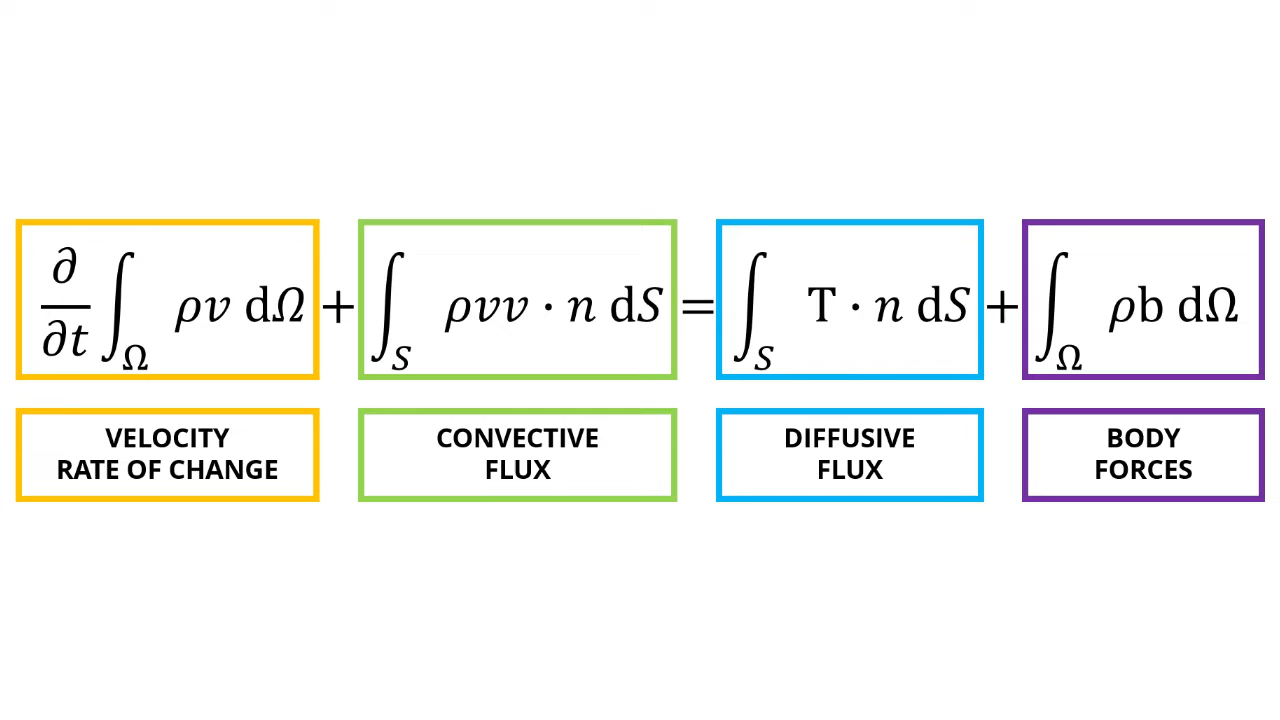 ∂/∂t ∫_Ω ρv dΩ + ∫_S ρvv · n dS = ∫_S T · n dS + ∫_Ω ρb dΩ
VELOCITY CONVECTIVE DIFFUSIVE BODY
RATE OF CHANGE FLUX FLUX FORCES